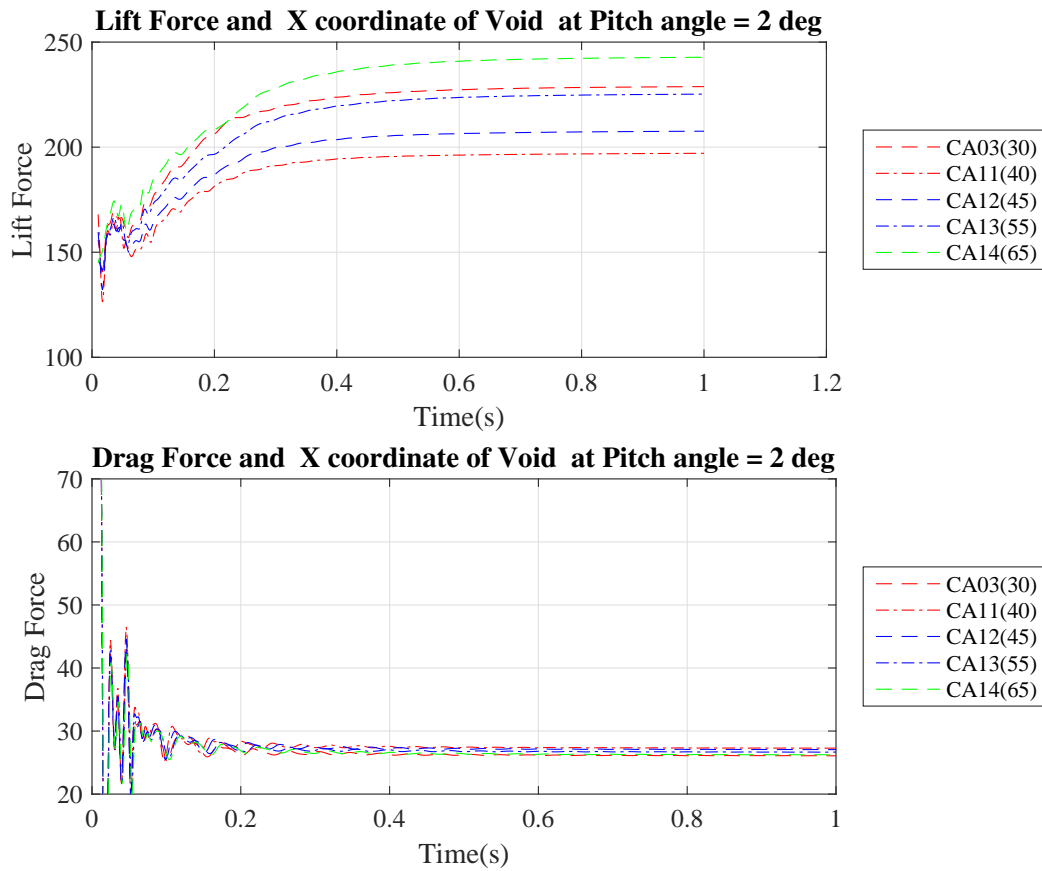 Lift Force and  X coordinate of Void  at Pitch angle = 2 deg
250
200
150
100
Lift Force
0
0.2
0.4
0.6
0.8
1
1.2
Time(s)
CA03(30)
CA11(40)
CA12(45)
CA13(55)
CA14(65)
Drag Force and  X coordinate of Void  at Pitch angle = 2 deg
70
60
50
40
30
20
Drag Force
0
0.2
0.4
0.6
0.8
1
Time(s)
CA03(30)
CA11(40)
CA12(45)
CA13(55)
CA14(65)